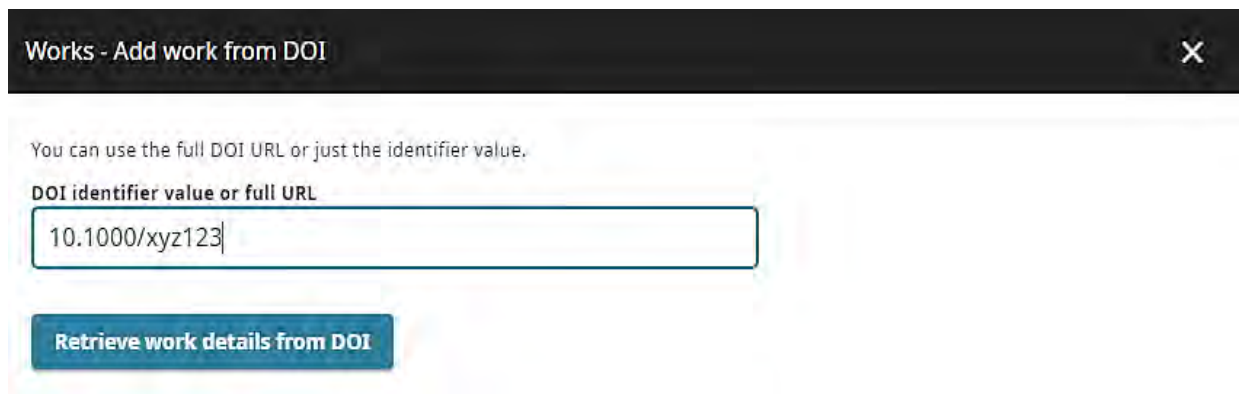 Works - Add work from DOI
You can use the full DOI URL or just the identifier value.
DOI identifier value or full URL
10.1000/xyz123
Retrieve work details from DOI